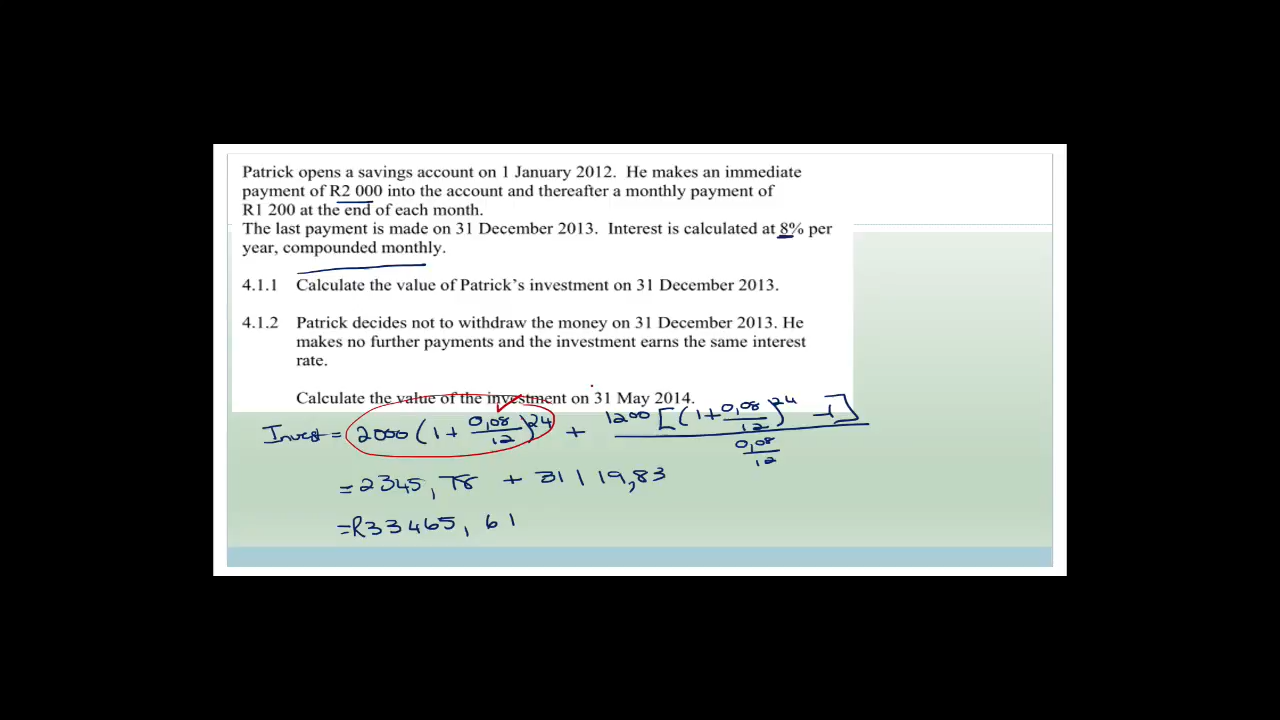 Patrick opens a savings account on 1 January 2012. He makes an immediate
payment of R2 000 into the account and thereafter a monthly payment of
R1 200 at the end of each month.
The last payment is made on 31 December 2013. Interest is calculated at 8% per
year, compounded monthly.
4.1.1 Calculate the value of Patrick's investment on 31 December 2013.
4.1.2 Patrick decides not to withdraw the money on 31 December 2013. He
makes no further payments and the investment earns the same interest
rate.
Calculate the value of the investment on 31 May 2014.
Invest = 2000 (1 + 0,08/12)^24 + 1200 [(1 + 0,08/12)^24 - 1] / (0,08/12)
= 2345,78 + 31119,83
= R33465,61